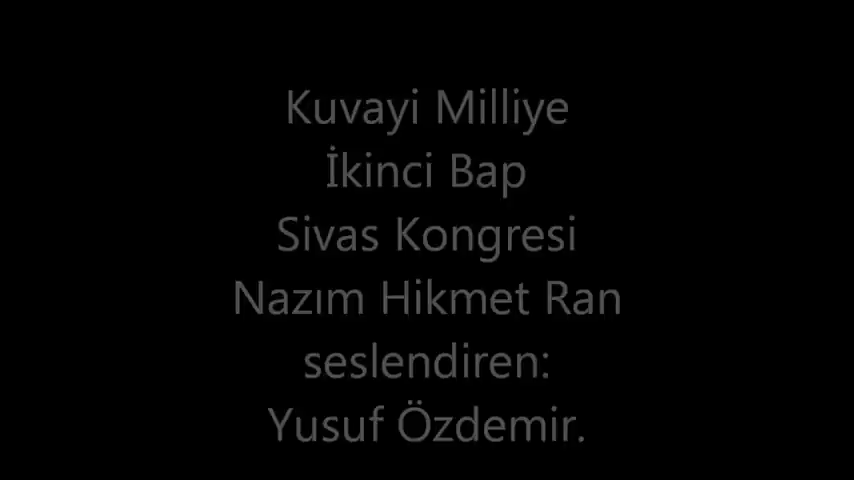 Kuvayi Milliye
İkinci Bap
Sivas Kongresi
Nazım Hikmet Ran
seslendiren:
Yusuf Özdemir.